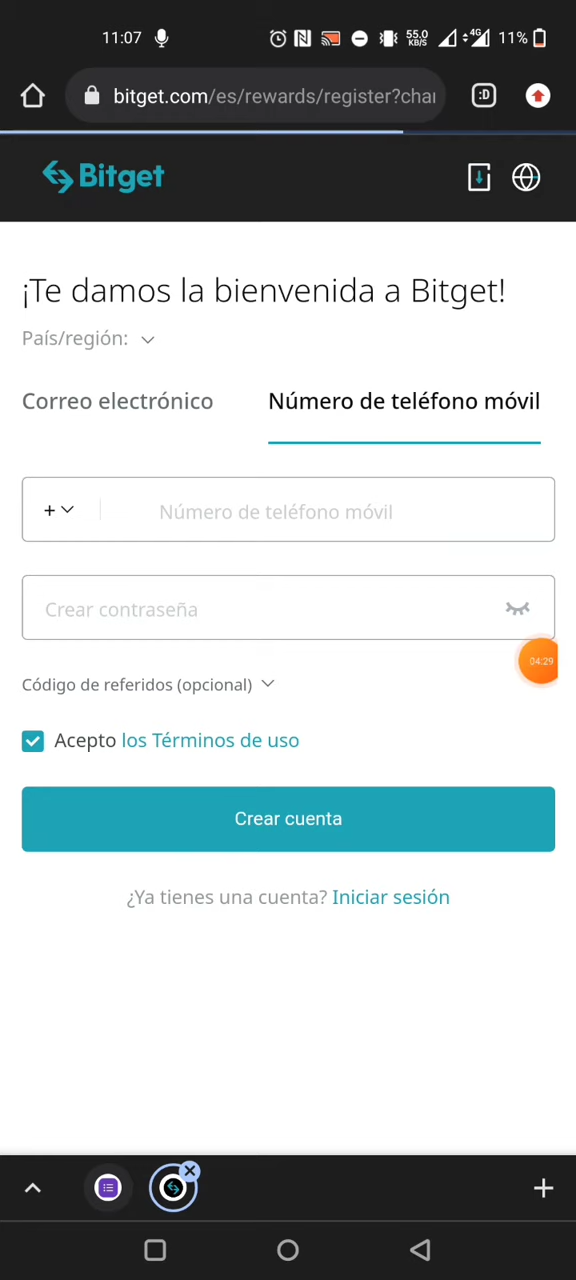 11:07
55.0 KB/S
4G
11%
bitget.com/es/rewards/register?chai
:D
Bitget
¡Te damos la bienvenida a Bitget!
País/región:
Correo electrónico
Número de teléfono móvil
+
Número de teléfono móvil
Crear contraseña
04:29
Código de referidos (opcional)
Acepto los Términos de uso
Crear cuenta
¿Ya tienes una cuenta? Iniciar sesión
+